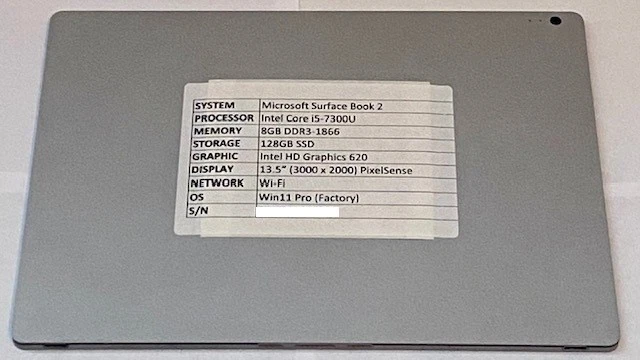 SYSTEM Microsoft Surface Book 2
PROCESSOR Intel Core i5-7300U
MEMORY 8GB DDR3-1866
STORAGE 128GB SSD
GRAPHIC Intel HD Graphics 620
DISPLAY 13.5" (3000 x 2000) PixelSense
NETWORK Wi-Fi
OS Win11 Pro (Factory)
S/N